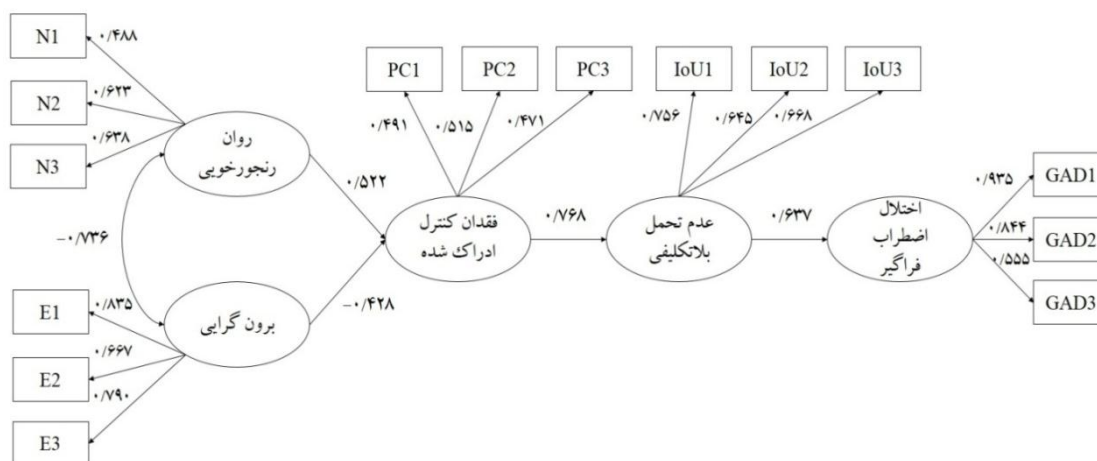 N1
۰/۴۸۸
N2
۰/۶۲۳
N3
۰/۶۳۸
روان
رنجورخویی
−۰/۷۳۶
E1
۰/۸۳۵
E2
۰/۶۶۷
E3
۰/۷۹۰
برون گرایی
۰/۵۲۲
−۰/۴۲۸
PC1
PC2
PC3
۰/۴۹۱
۰/۵۱۵
۰/۴۷۱
فقدان کنترل
ادراک شده
۰/۷۶۸
IoU1
IoU2
IoU3
۰/۷۵۶
۰/۶۴۵
۰/۶۶۸
عدم تحمل
بلاتکلیفی
۰/۶۳۷
اختلال
اضطراب
فراگیر
۰/۹۳۵
GAD1
۰/۸۴۴
GAD2
۰/۵۵۵
GAD3